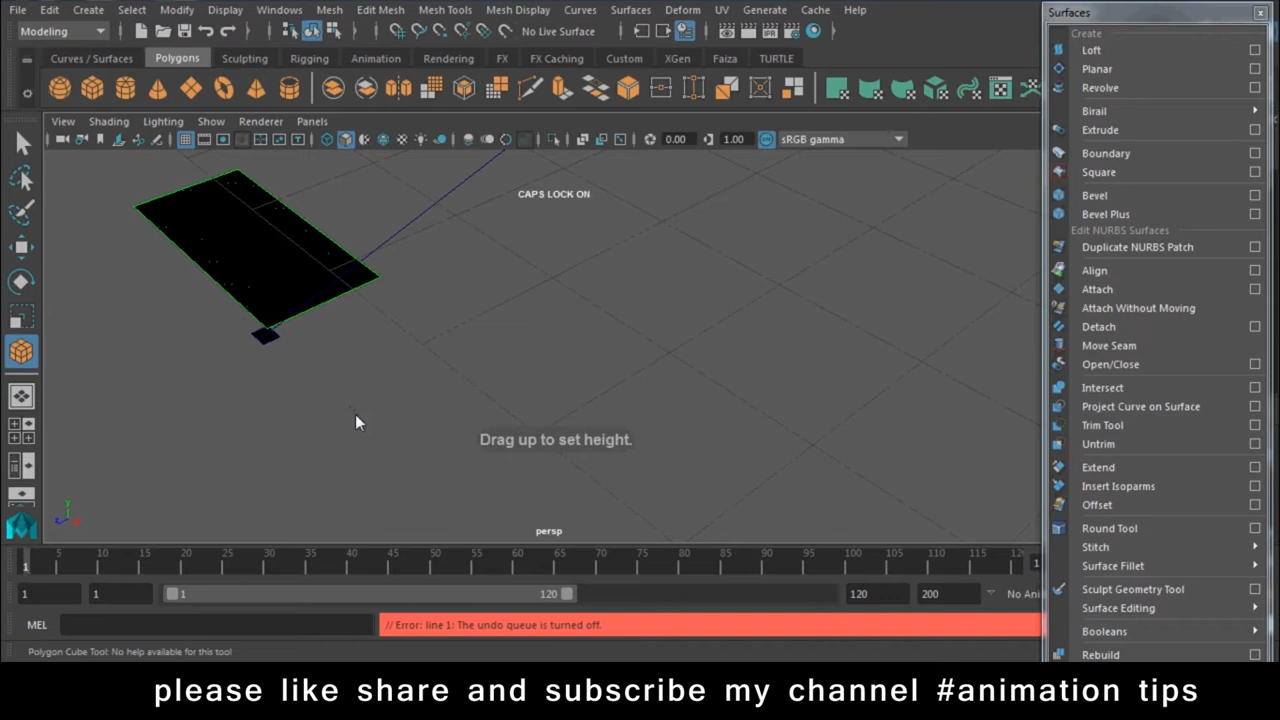 File Edit Create Select Modify Display Windows Mesh Edit Mesh Mesh Tools Mesh Display Curves Surfaces Deform UV Generate Cache Help
Modeling
No Live Surface
Curves / Surfaces Polygons Sculpting Rigging Animation Rendering FX FX Caching Custom XGen Faiza TURTLE
View Shading Lighting Show Renderer Panels
0.00 1.00 sRGB gamma
CAPS LOCK ON
Drag up to set height.
y
z
persp
5 10 15 20 25 30 35 40 45 50 55 60 65 70 75 80 85 90 95 100 105 110 115
1 1
1 1 1 120 120 200 No Ani
MEL // Error: line 1: The undo queue is turned off.
Polygon Cube Tool: No help available for this tool
Surfaces
Create
Loft
Planar
Revolve
Birail
Extrude
Boundary
Square
Bevel
Bevel Plus
Edit NURBS Surfaces
Duplicate NURBS Patch
Align
Attach
Attach Without Moving
Detach
Move Seam
Open/Close
Intersect
Project Curve on Surface
Trim Tool
Untrim
Extend
Insert Isoparms
Offset
Round Tool
Stitch
Surface Fillet
Sculpt Geometry Tool
Surface Editing
Booleans
Rebuild
please like share and subscribe my channel #animation tips